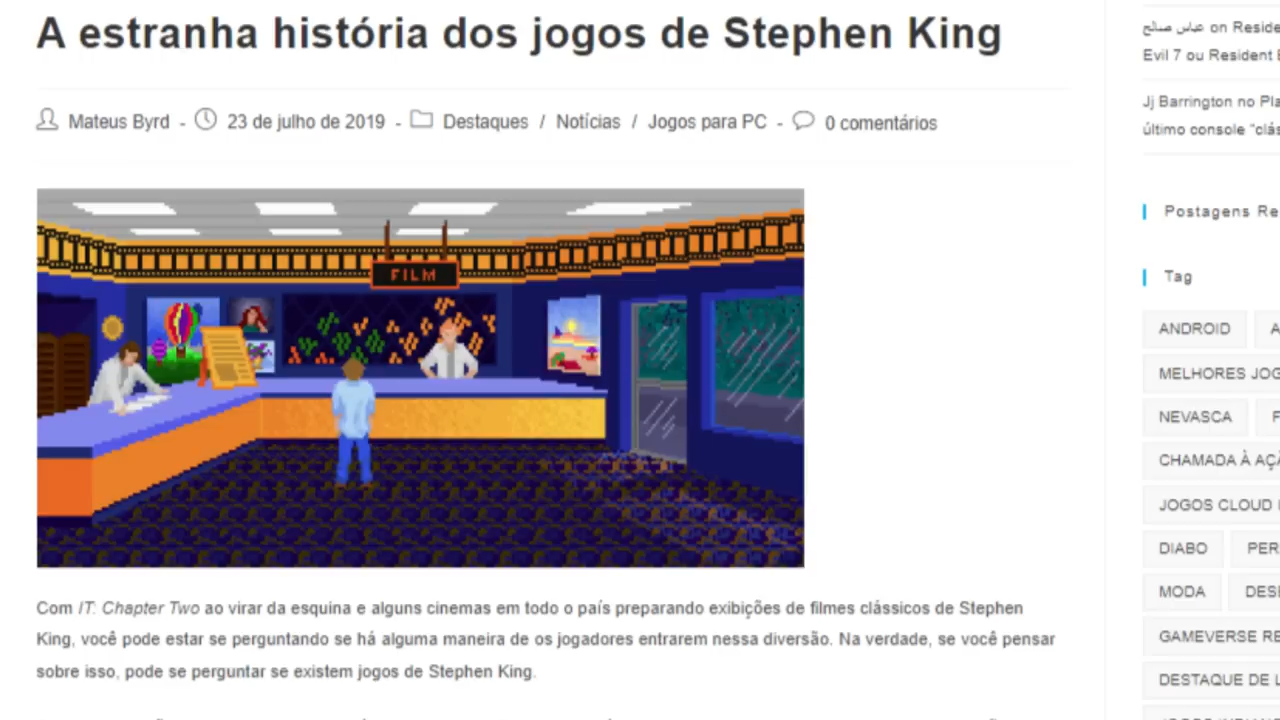 A estranha história dos jogos de Stephen King
Mateus Byrd - 23 de julho de 2019 - Destaques / Notícias / Jogos para PC - 0 comentários
FILM
Com IT: Chapter Two ao virar da esquina e alguns cinemas em todo o país preparando exibições de filmes clássicos de Stephen
King, você pode estar se perguntando se há alguma maneira de os jogadores entrarem nessa diversão. Na verdade, se você pensar
sobre isso, pode se perguntar se existem jogos de Stephen King.
عباس صالح on Reside
Evil 7 ou Resident E
Jj Barrington no Pla
último console "clás
Postagens Re
Tag
ANDROID A
MELHORES JOG
NEVASCA F
CHAMADA À AÇÃ
JOGOS CLOUD
DIABO PER
MODA DESE
GAMEVERSE RE
DESTAQUE DE L